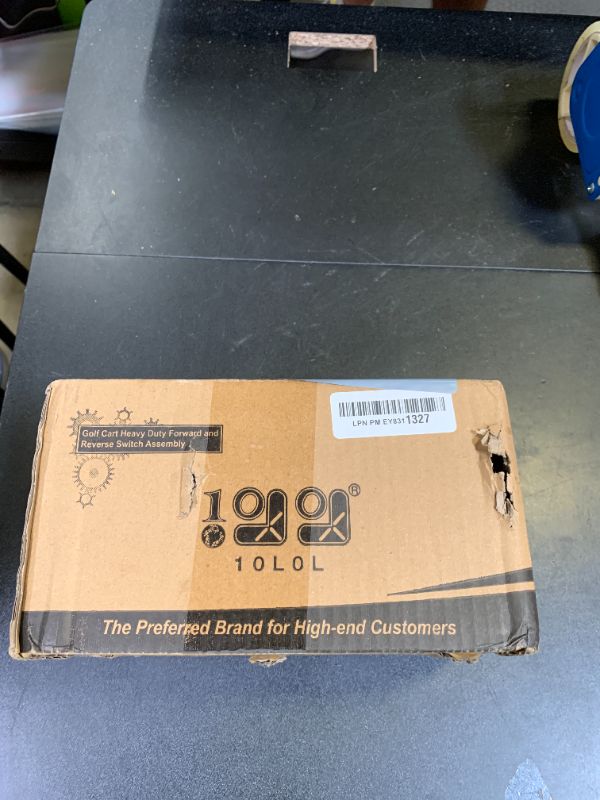 Golf Cart Heavy Duty Forward and
Reverse Switch Assembly
LPN PM EY8311327
®
10L0L
The Preferred Brand for High-end Customers